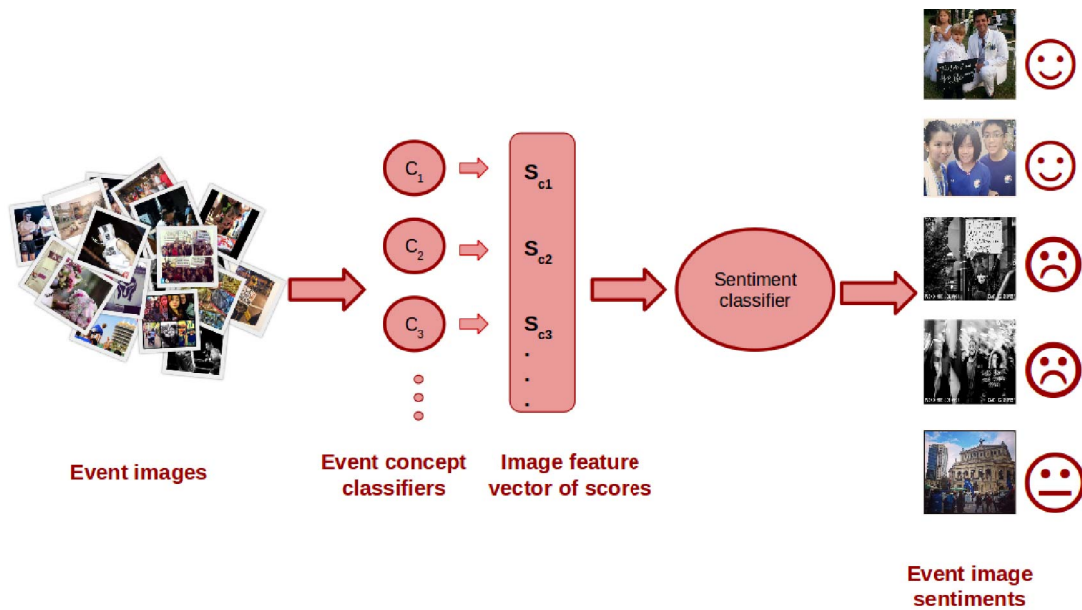 C1
Sc1
C2
Sc2
Sentiment
classifier
C3
Sc3
.
.
.
Event images
Event concept
classifiers
Image feature
vector of scores
Event image
sentiments